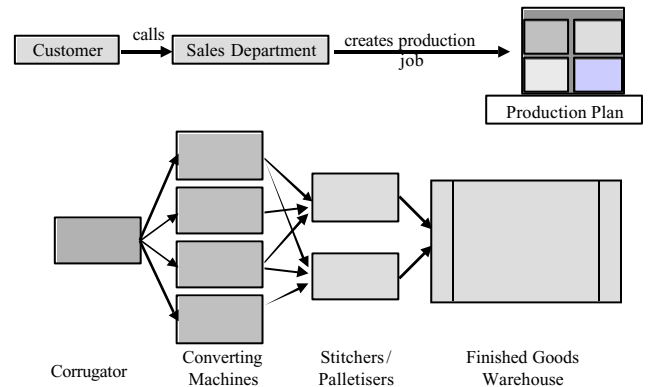 Customer
calls
Sales Department
creates production
job
Production Plan
Corrugator
Converting
Machines
Stitchers/
Palletisers
Finished Goods
Warehouse